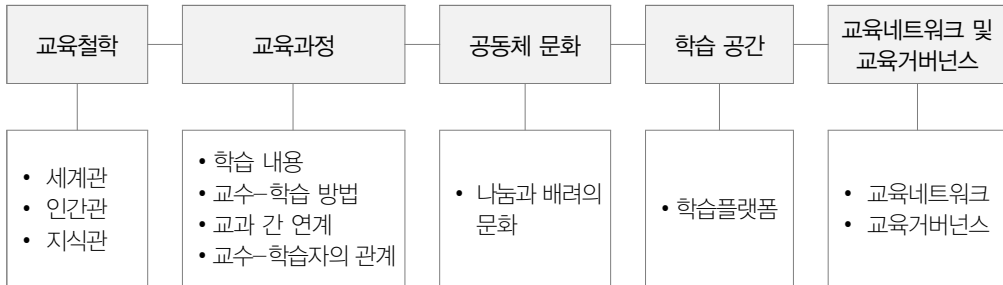 교육철학
교육과정
공동체 문화
학습 공간
교육네트워크 및
교육거버넌스
• 세계관
• 인간관
• 지식관
• 학습 내용
• 교수–학습 방법
• 교과 간 연계
• 교수–학습자의 관계
• 나눔과 배려의
문화
• 학습플랫폼
• 교육네트워크
• 교육거버넌스